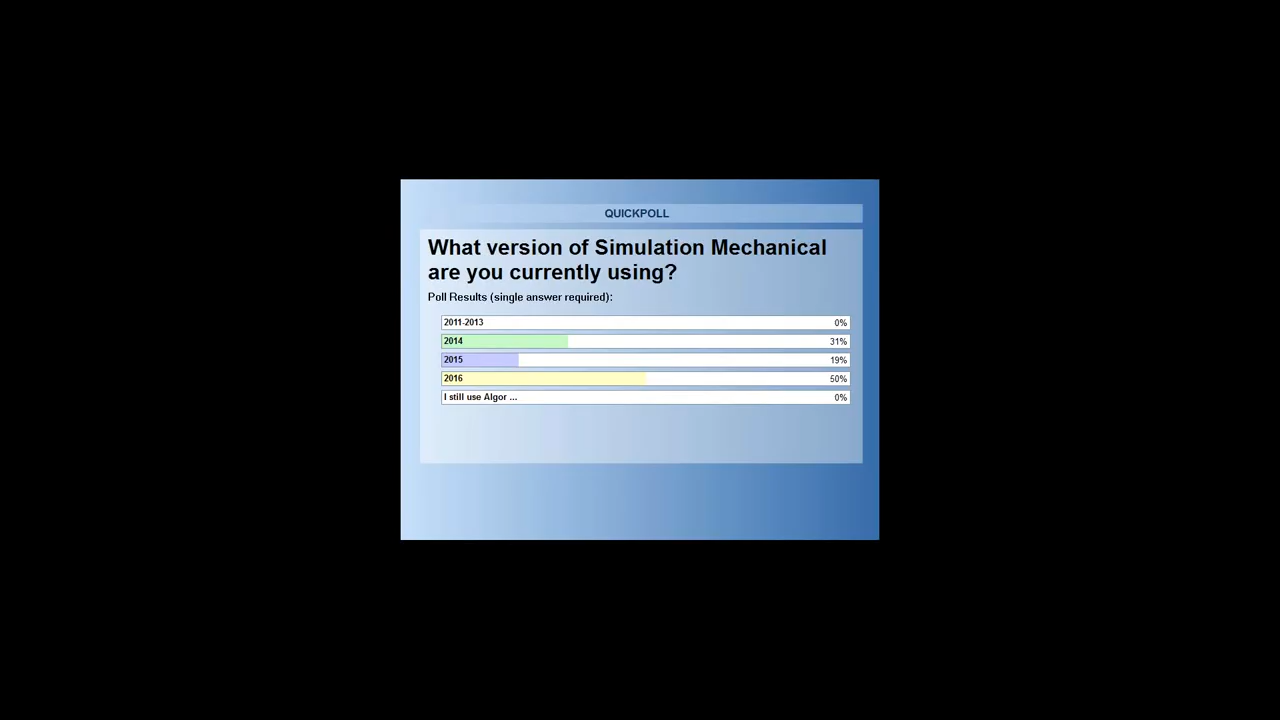 QUICKPOLL
What version of Simulation Mechanical
are you currently using?
Poll Results (single answer required):
2011-2013 0%
2014 31%
2015 19%
2016 50%
I still use Algor ... 0%